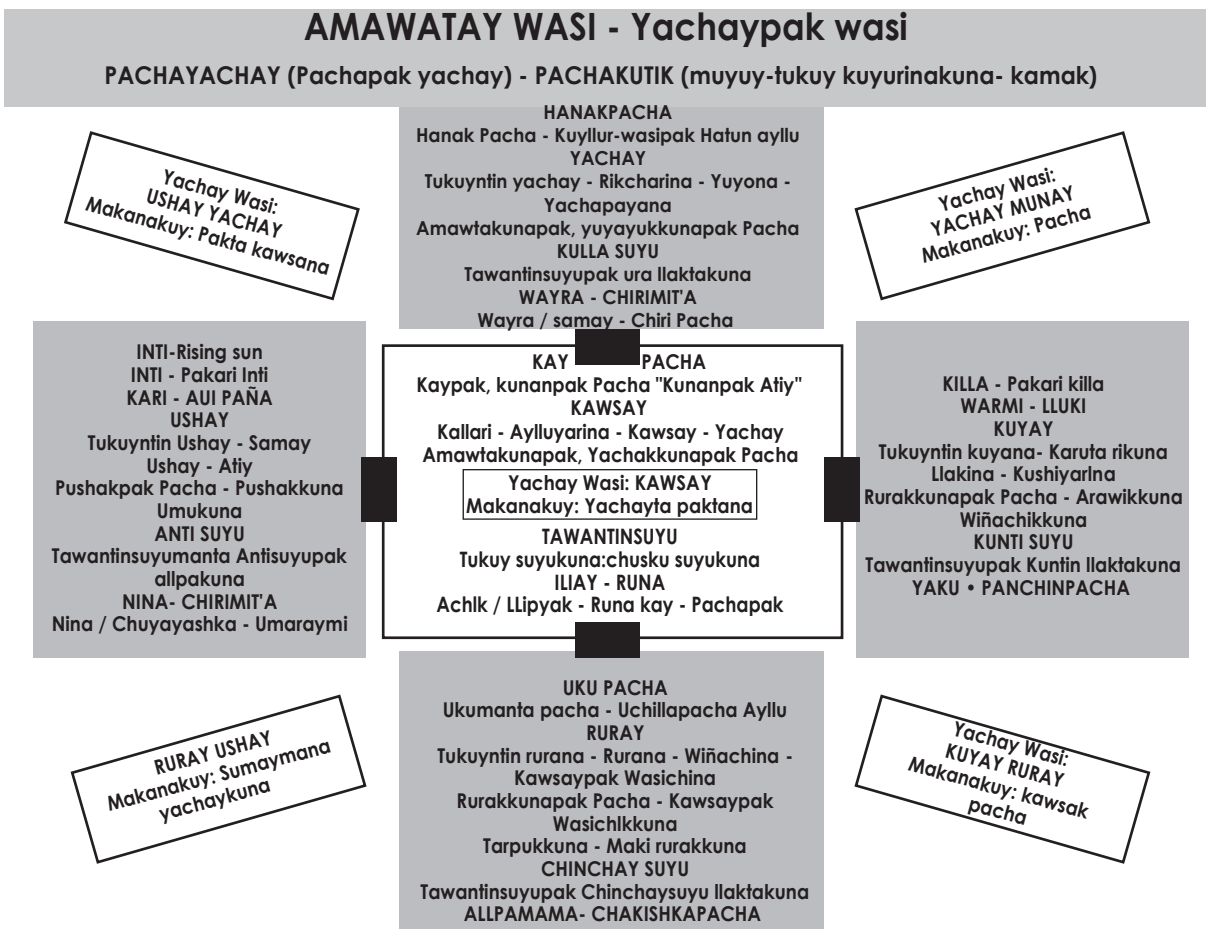 AMAWATAY WASI - Yachaypak wasi
PACHAYACHAY (Pachapak yachay) - PACHAKUTIK (muyuy-tukuy kuyurinakuna- kamak)
HANAKPACHA
Hanak Pacha - Kuyllur-wasipak Hatun ayllu
YACHAY
Tukuyntin yachay - Rikcharina - Yuyona -
Yachapayana
Amawtakunapak, yuyayukkunapak Pacha
KULLA SUYU
Tawantinsuyupak ura llaktakuna
WAYRA - CHIRIMIT'A
Wayra / samay - Chiri Pacha
Yachay Wasi:
USHAY YACHAY
Makanakuy: Pakta kawsana
Yachay Wasi:
YACHAY MUNAY
Makanakuy: Pacha
INTI-Rising sun
INTI - Pakari Inti
KARI - AUI PAÑA
USHAY
Tukuyntin Ushay - Samay
Ushay - Atiy
Pushakpak Pacha - Pushakkuna
Umukuna
ANTI SUYU
Tawantinsuyumanta Antisuyupak
allpakuna
NINA- CHIRIMIT'A
Nina / Chuyayashka - Umaraymi
KAY PACHA
Kaypak, kunanpak Pacha "Kunanpak Atiy"
KAWSAY
Kallari - Aylluyarina - Kawsay - Yachay
Amawtakunapak, Yachakkunapak Pacha
Yachay Wasi: KAWSAY
Makanakuy: Yachayta paktana
TAWANTINSUYU
Tukuy suyukuna:chusku suyukuna
ILIAY - RUNA
Achlk / LLipyak - Runa kay - Pachapak
KILLA - Pakari killa
WARMI - LLUKI
KUYAY
Tukuyntin kuyana- Karuta rikuna
Llakina - Kushiyarlna
Rurakkunapak Pacha - Arawikkuna
Wiñachikkuna
KUNTI SUYU
Tawantinsuyupak Kuntin llaktakuna
YAKU • PANCHINPACHA
RURAY USHAY
Makanakuy: Sumaymana
yachaykuna
UKU PACHA
Ukumanta pacha - Uchillapacha Ayllu
RURAY
Tukuyntin rurana - Rurana - Wiñachina -
Kawsaypak Wasichina
Rurakkunapak Pacha - Kawsaypak
Wasichlkkuna
Tarpukkuna - Maki rurakkuna
CHINCHAY SUYU
Tawantinsuyupak Chinchaysuyu llaktakuna
ALLPAMAMA- CHAKISHKAPACHA
Yachay Wasi:
KUYAY RURAY
Makanakuy: kawsak
pacha